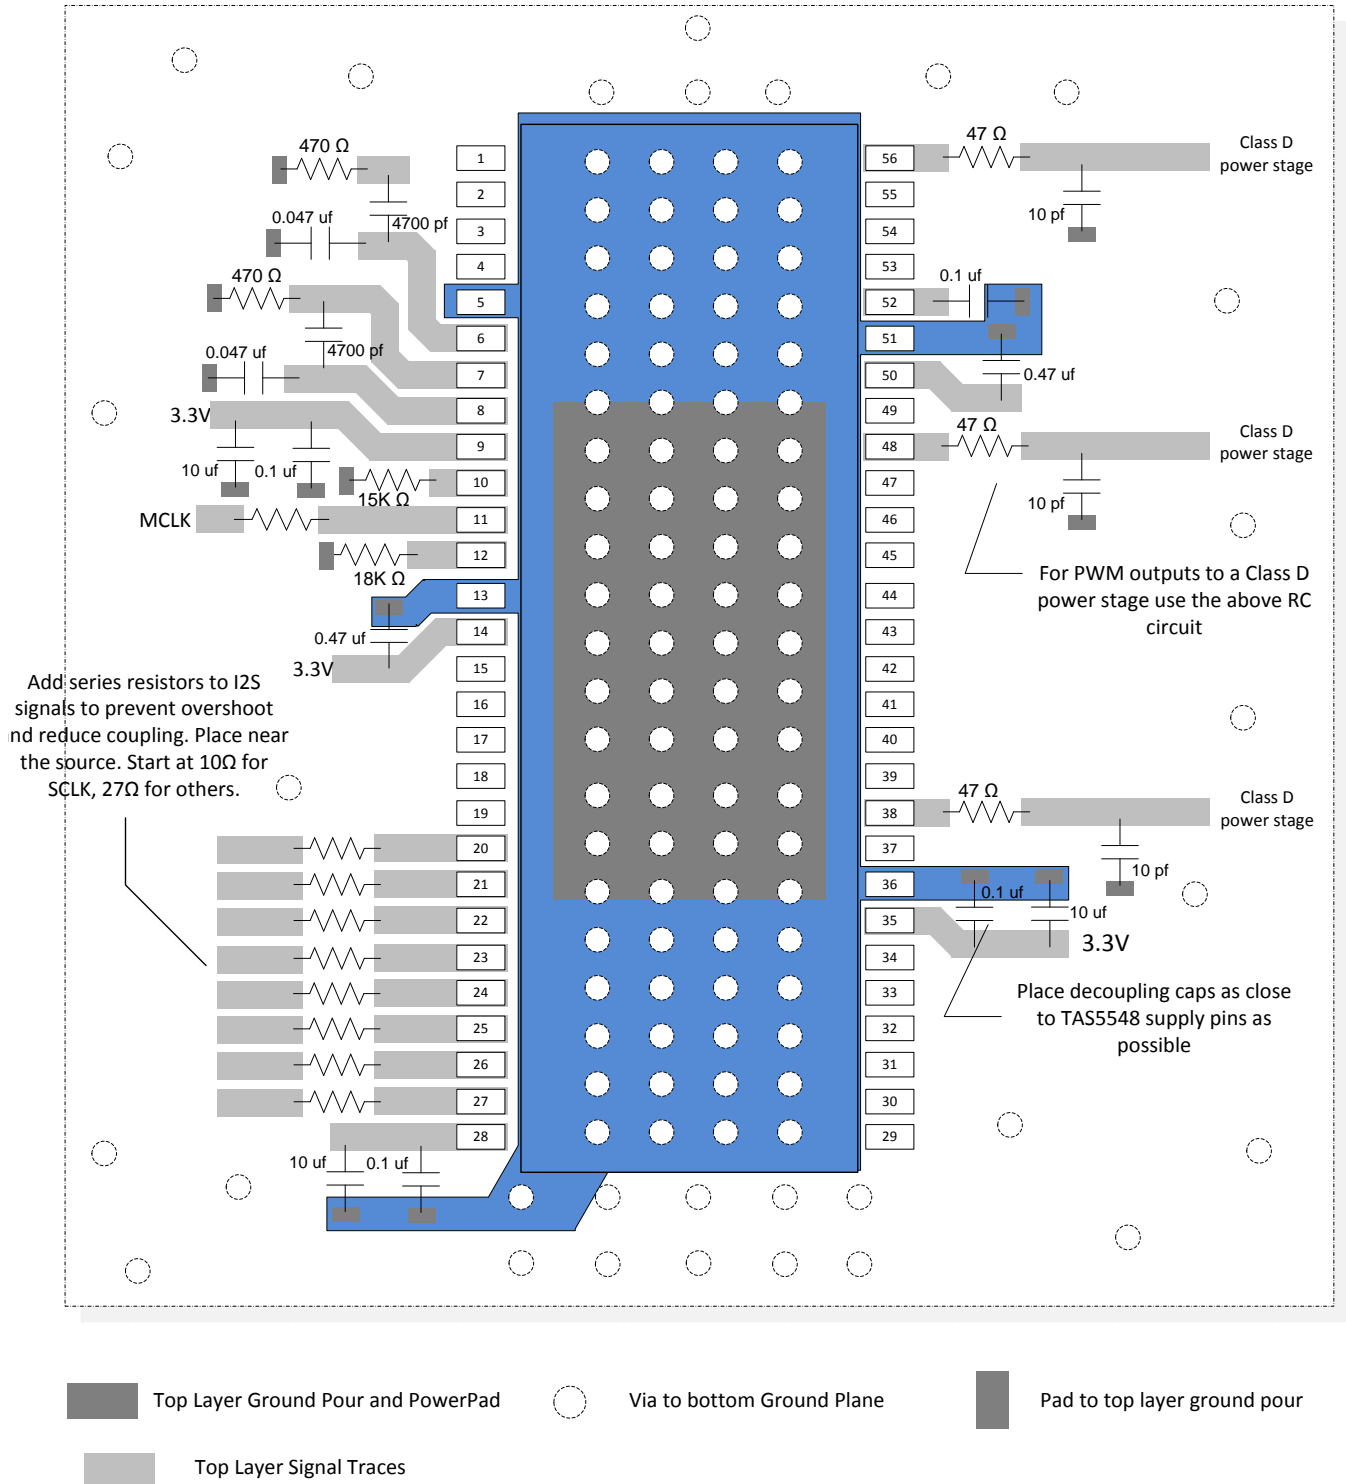 470 Ω
4700 pf
0.047 uf
470 Ω
4700 pf
0.047 uf
3.3V
10 uf
0.1 uf
15K Ω
MCLK
18K Ω
0.47 uf
3.3V
Add series resistors to I2S
signals to prevent overshoot
and reduce coupling. Place near
the source. Start at 10Ω for
SCLK, 27Ω for others.
10 uf
0.1 uf
1
2
3
4
5
6
7
8
9
10
11
12
13
14
15
16
17
18
19
20
21
22
23
24
25
26
27
28
56
55
54
53
52
51
50
49
48
47
46
45
44
43
42
41
40
39
38
37
36
35
34
33
32
31
30
29
47 Ω
Class D
power stage
10 pf
0.1 uf
0.47 uf
47 Ω
Class D
power stage
10 pf
For PWM outputs to a Class D
power stage use the above RC
circuit
47 Ω
Class D
power stage
10 pf
0.1 uf
10 uf
3.3V
Place decoupling caps as close
to TAS5548 supply pins as
possible
Top Layer Ground Pour and PowerPad
Via to bottom Ground Plane
Pad to top layer ground pour
Top Layer Signal Traces